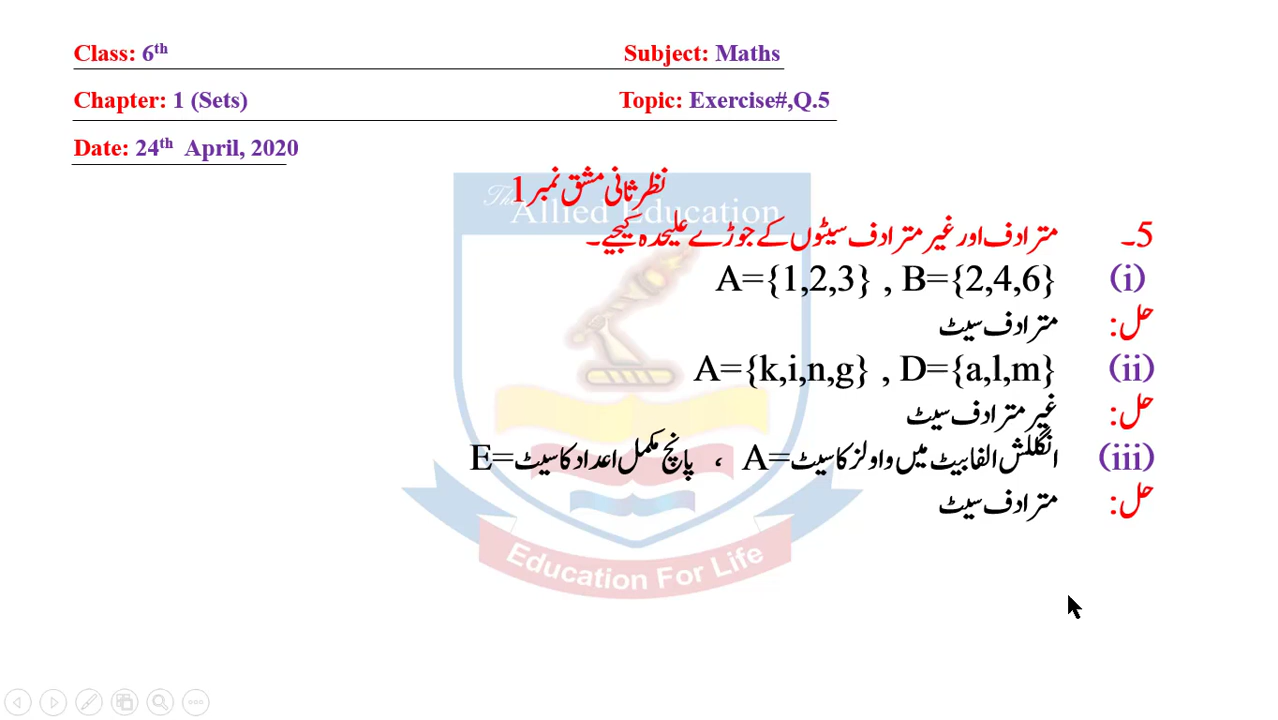 Class: 6th Subject: Maths
Chapter: 1 (Sets) Topic: Exercise#,Q.5
Date: 24th April, 2020
نظر ثانی مشق نمبر 1
The Allied Education
5۔ مترادف اور غیر مترادف سیٹوں کے جوڑے علیحدہ کیجیے۔
(i) A={1,2,3} , B={2,4,6}
حل: مترادف سیٹ
(ii) A={k,i,n,g} , D={a,l,m}
حل: غیر مترادف سیٹ
(iii) انگلش الفابیٹ میں واولز کا سیٹ=A ، پانچ مکمل اعداد کا سیٹ=E
حل: مترادف سیٹ
Education For Life